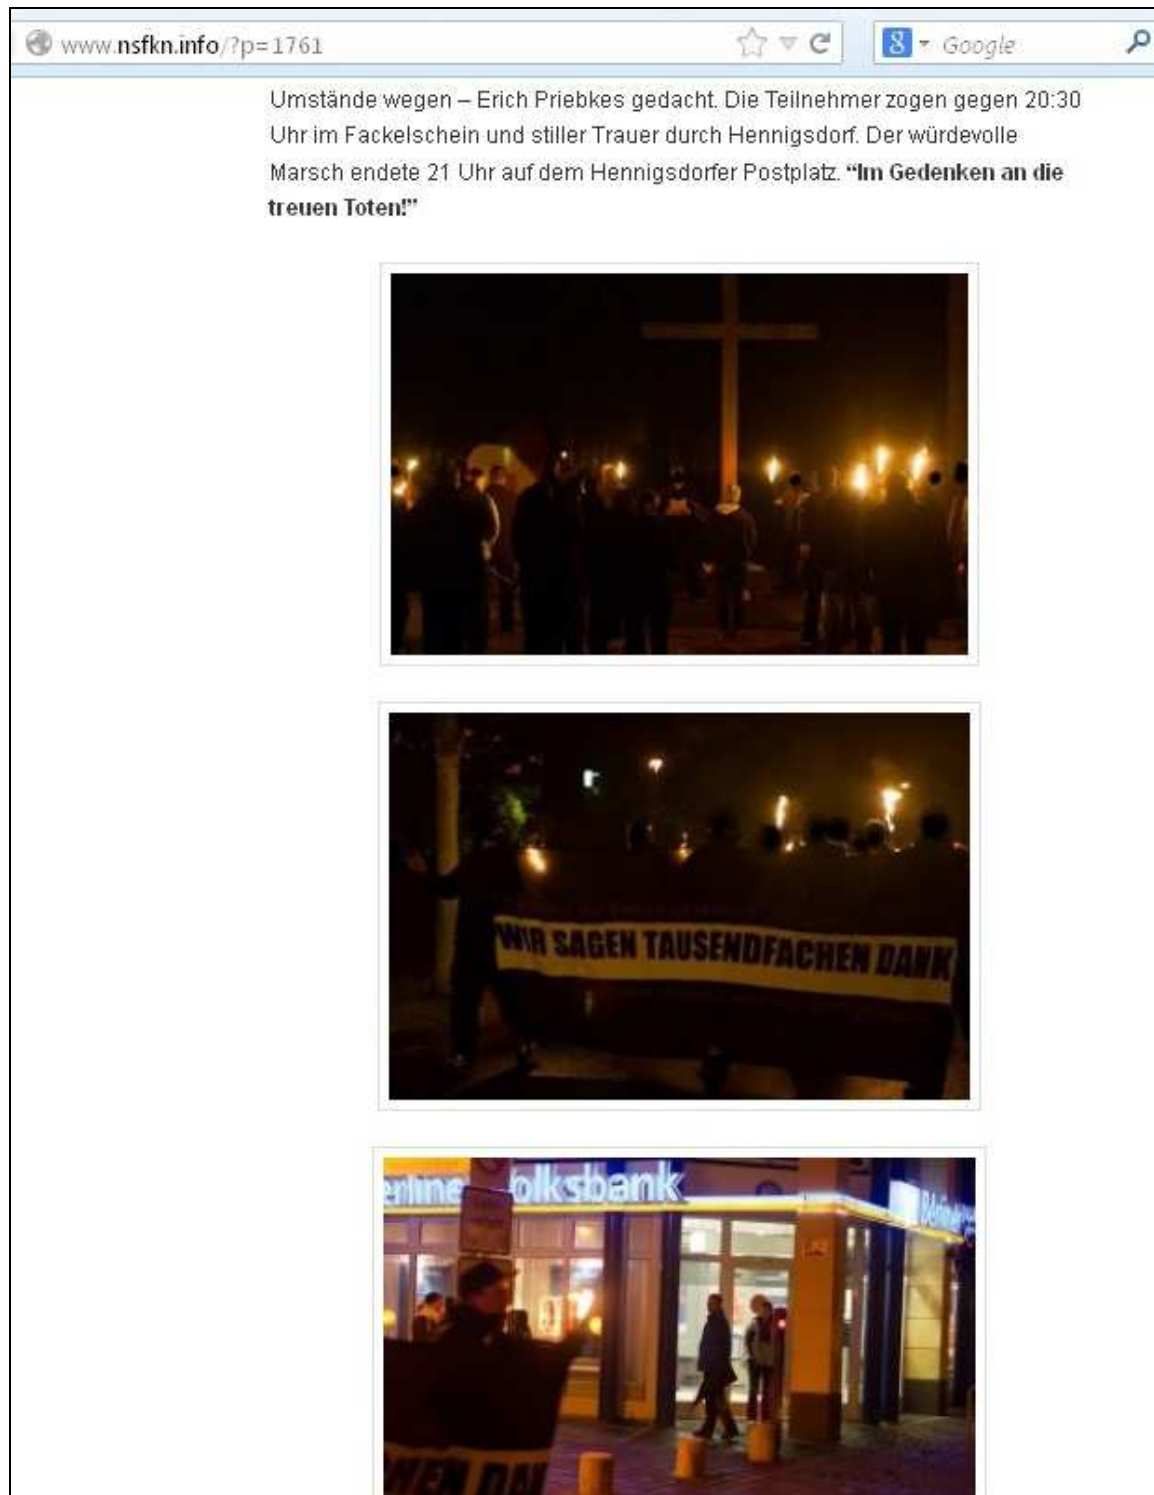 www.nsfkn.info/?p=1761
Google
Umstände wegen – Erich Priebkes gedacht. Die Teilnehmer zogen gegen 20:30
Uhr im Fackelschein und stiller Trauer durch Hennigsdorf. Der würdevolle
Marsch endete 21 Uhr auf dem Hennigsdorfer Postplatz. “Im Gedenken an die
treuen Toten!”
WIR SAGEN TAUSENDFACHEN DANK
erliner Volksbank